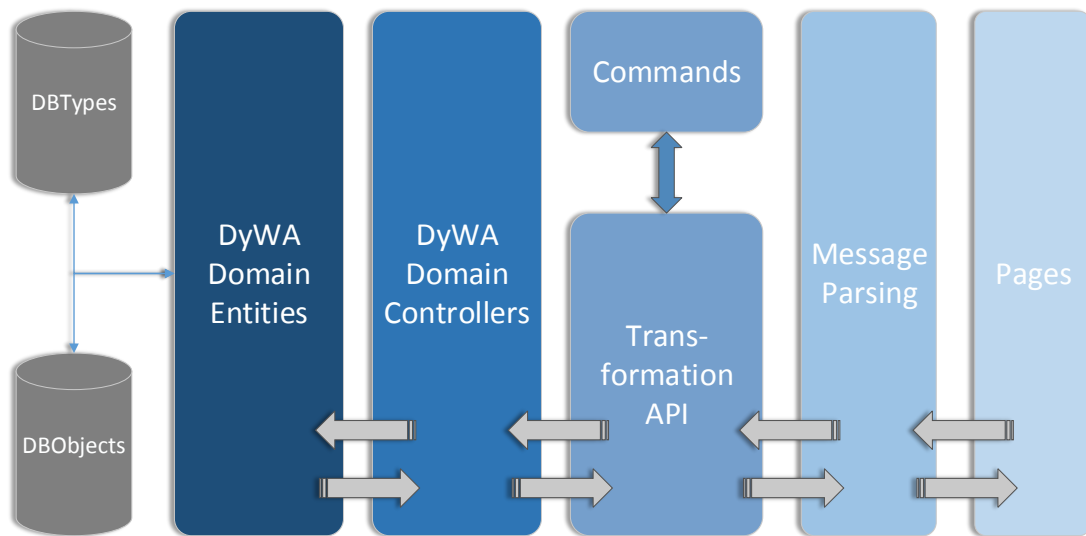 DBTypes
DBObjects
DyWA
Domain
Entities
DyWA
Domain
Controllers
Commands
Trans-
formation
API
Message
Parsing
Pages